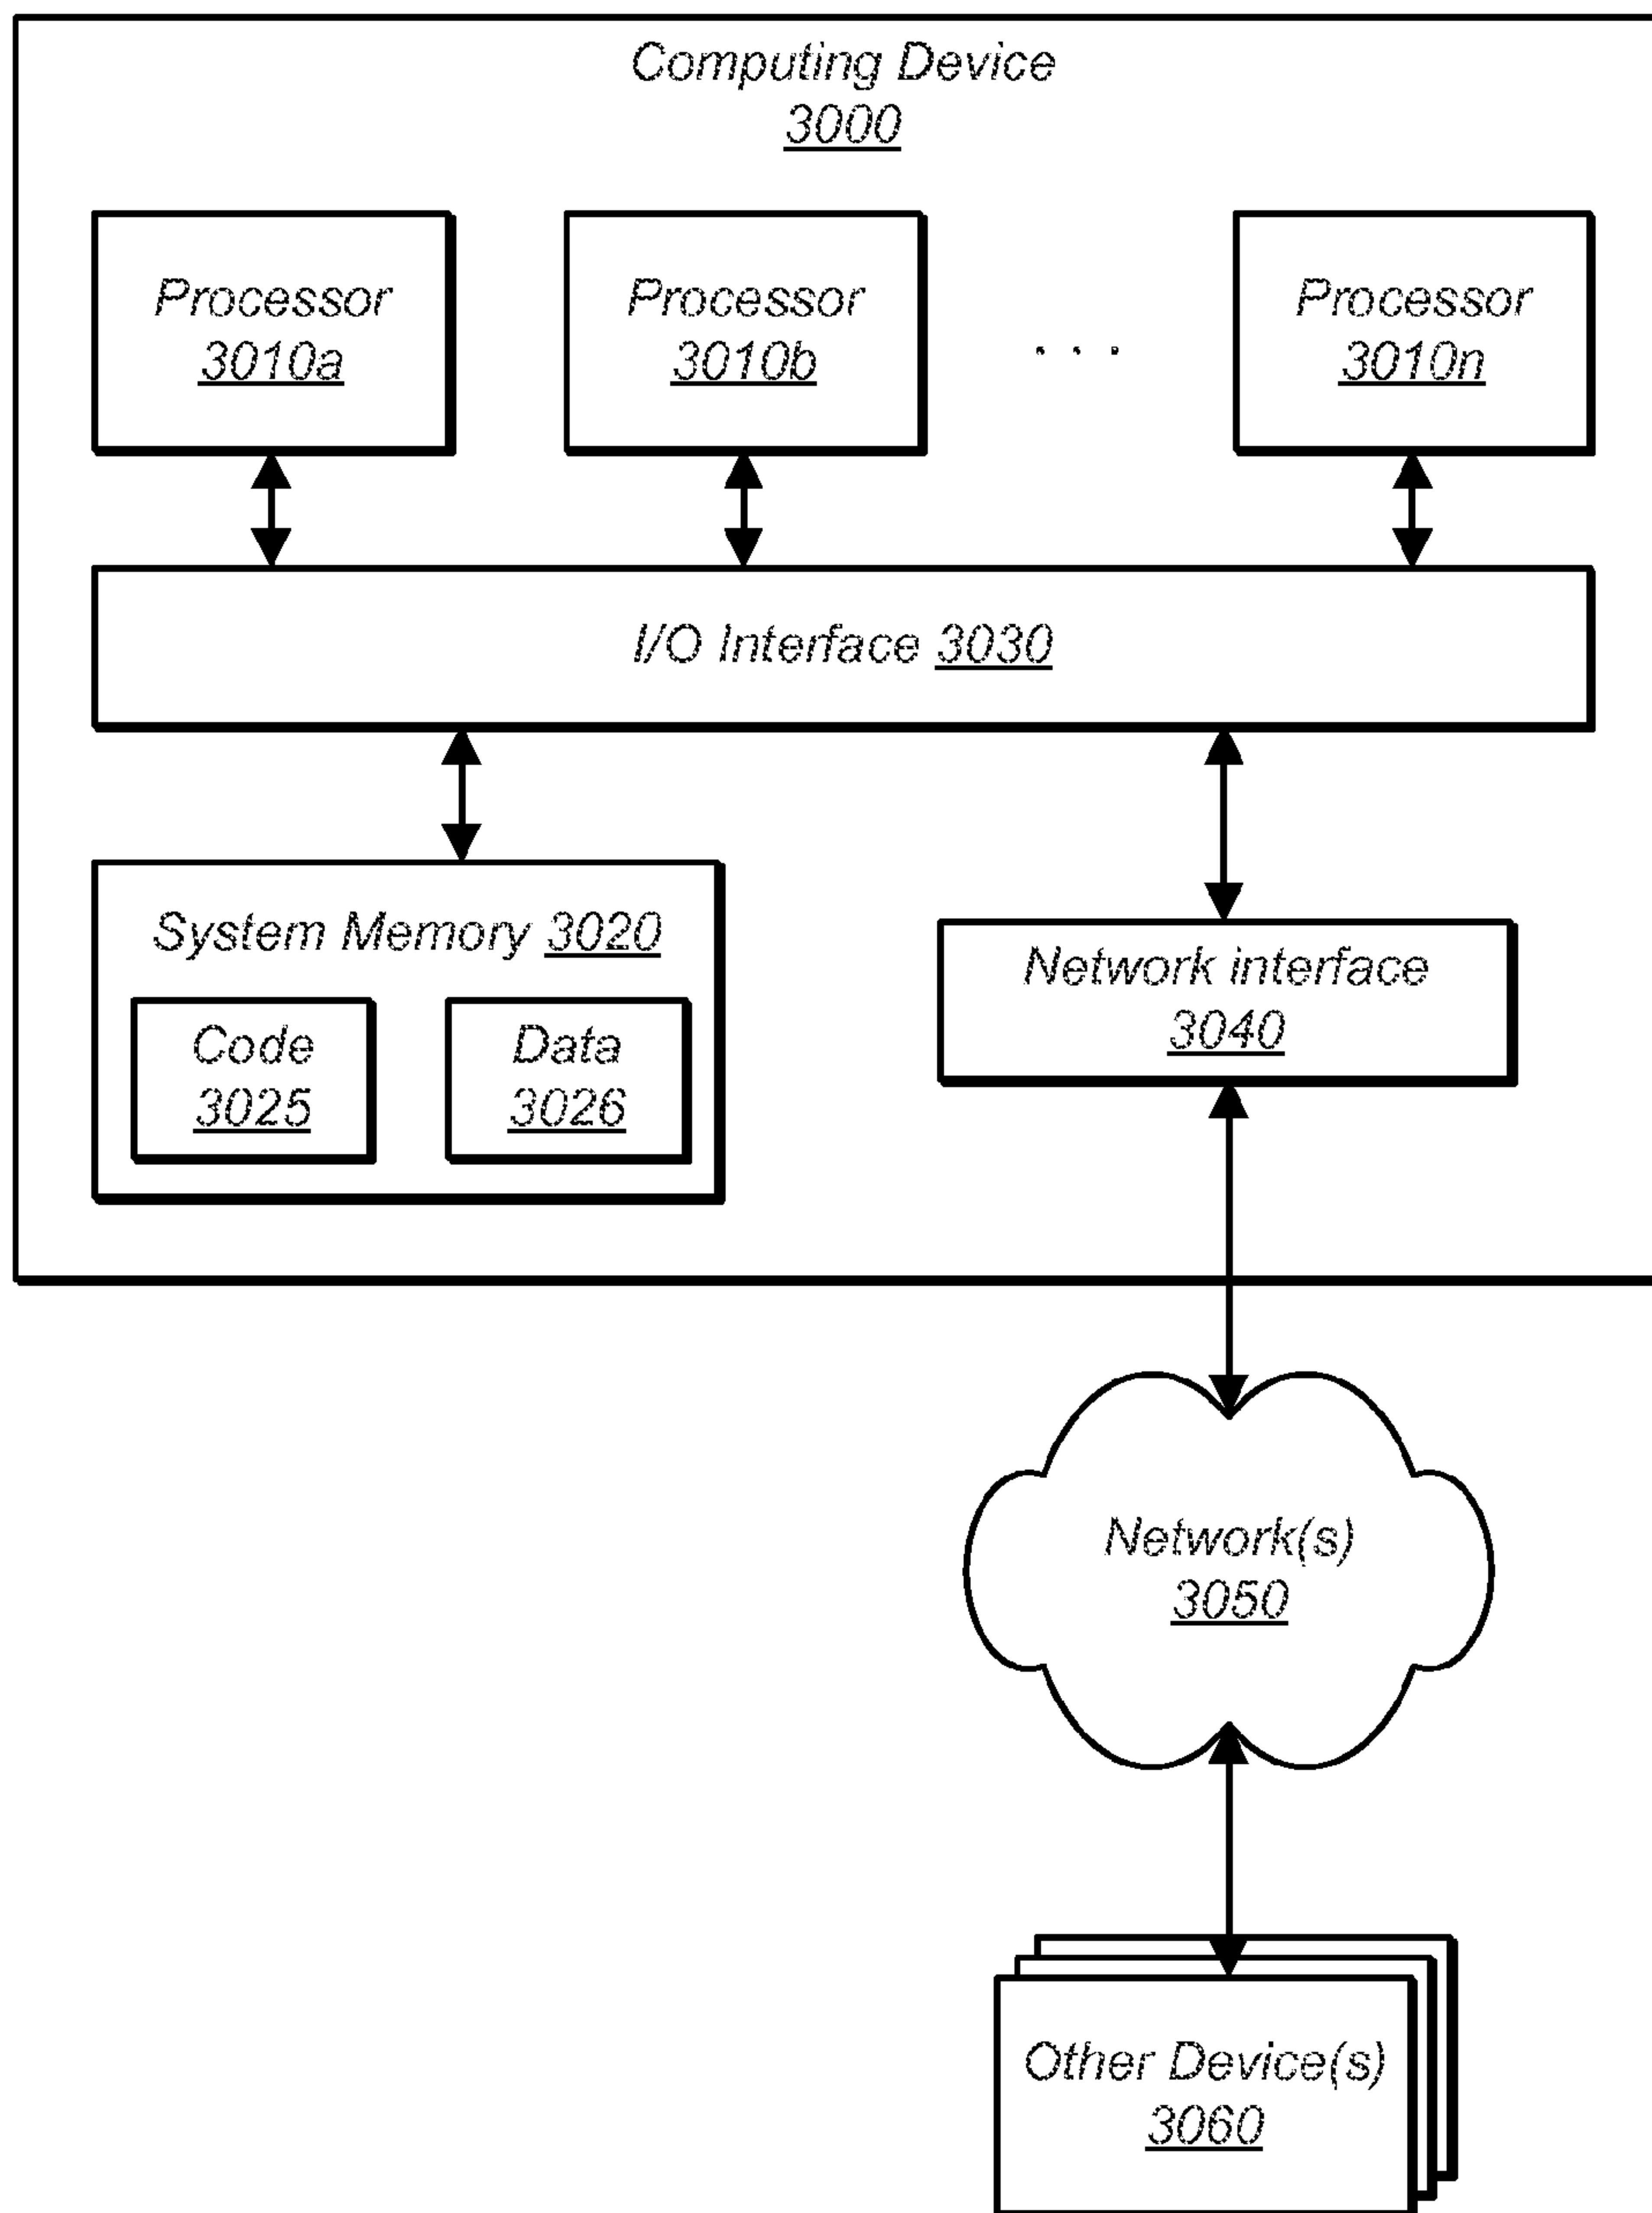 Computing Device
3000
Processor
3010a
Processor
3010b
. . .
Processor
3010n
I/O Interface 3030
System Memory 3020
Code
3025
Data
3026
Network interface
3040
Network(s)
3050
Other Device(s)
3060